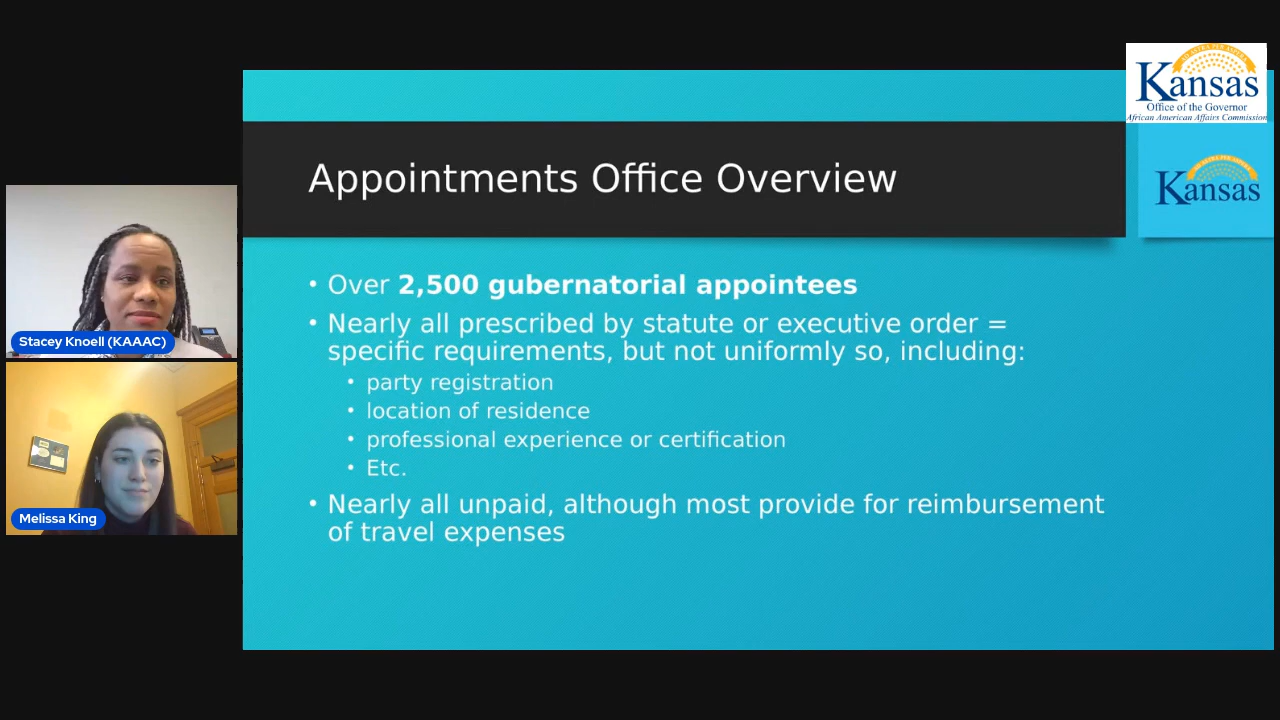 Kansas
Office of the Governor
African American Affairs Commission
Kansas
Appointments Office Overview
• Over 2,500 gubernatorial appointees
• Nearly all prescribed by statute or executive order =
specific requirements, but not uniformly so, including:
• party registration
• location of residence
• professional experience or certification
• Etc.
• Nearly all unpaid, although most provide for reimbursement
of travel expenses
Stacey Knoell (KAAAC)
Melissa King